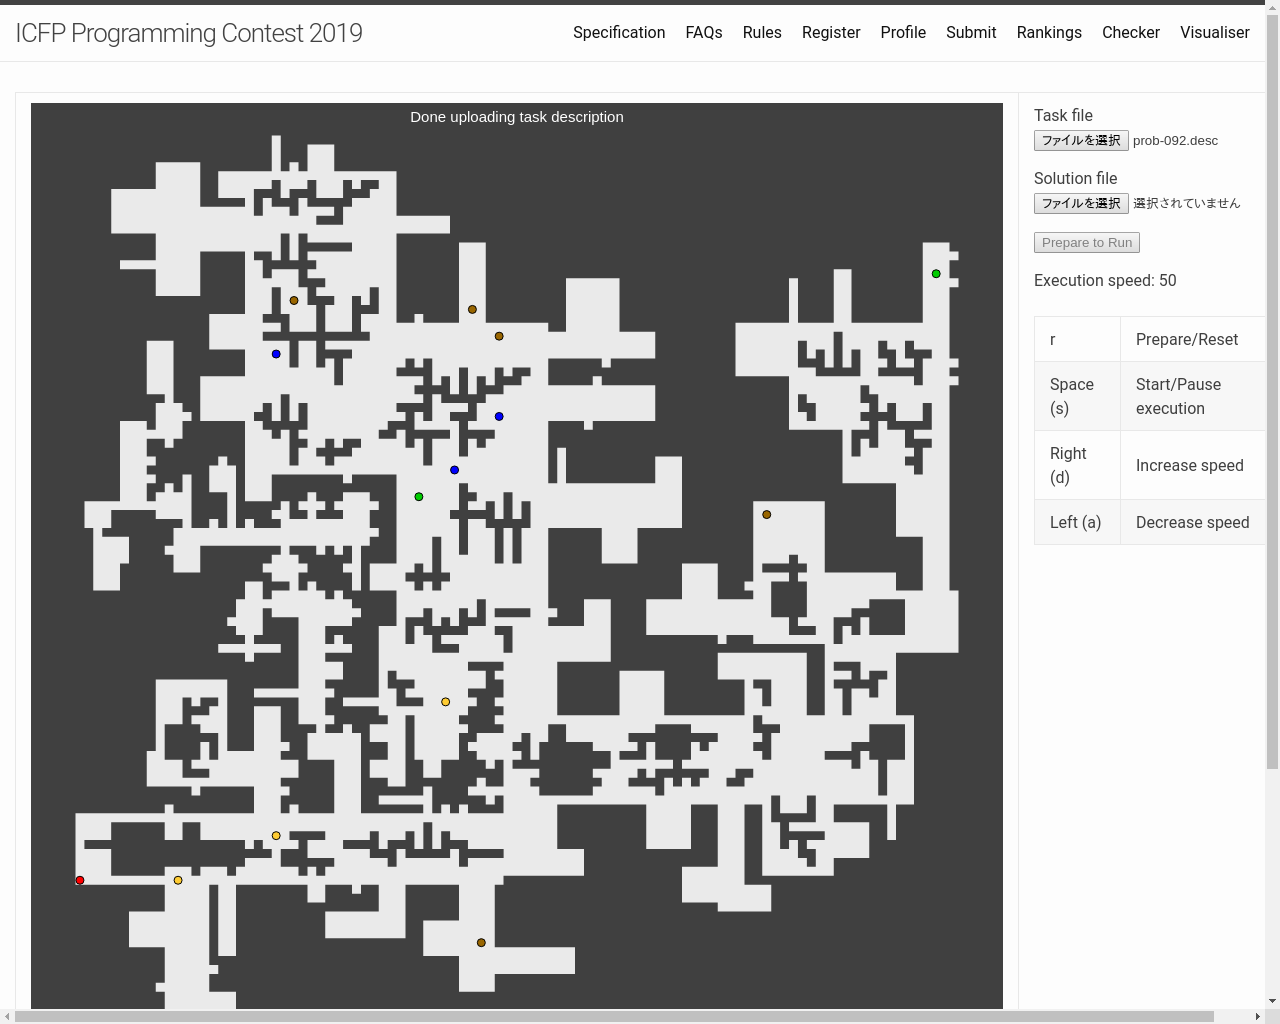 ICFP Programming Contest 2019
Specification FAQs Rules Register Profile Submit Rankings Checker Visualiser
Done uploading task description
Task file
ファイルを選択 prob-092.desc
Solution file
ファイルを選択 選択されていません
Prepare to Run
Execution speed: 50
r Prepare/Reset
Space (s) Start/Pause execution
Right (d) Increase speed
Left (a) Decrease speed